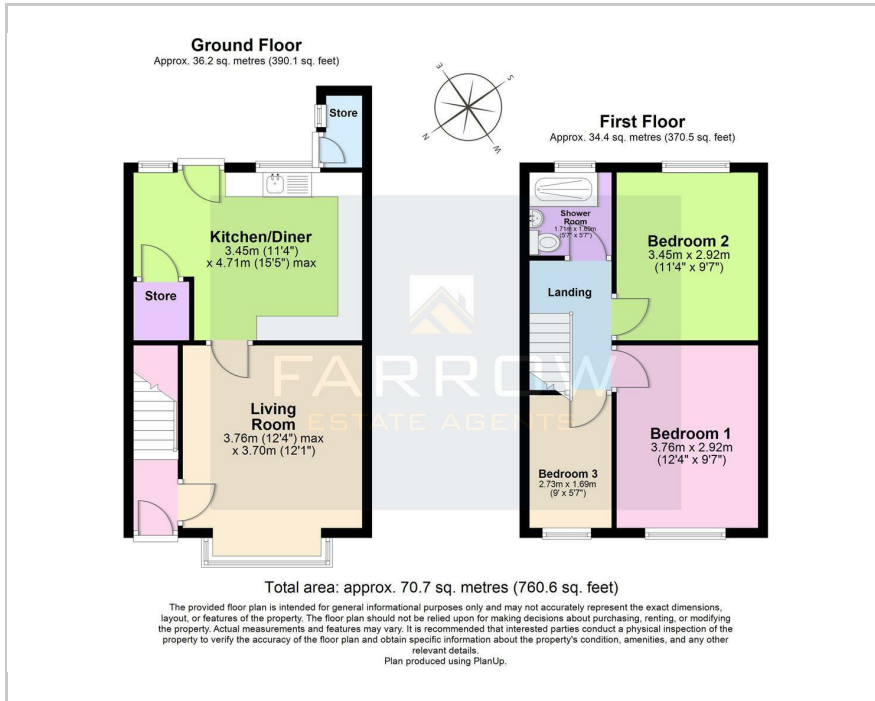 Ground Floor
Approx. 36.2 sq. metres (390.1 sq. feet)
Store
Kitchen/Diner
3.45m (11'4")
x 4.71m (15'5") max
Store
Living
Room
3.76m (12'4") max
x 3.70m (12'1")
E
S
N
W
First Floor
Approx. 34.4 sq. metres (370.5 sq. feet)
Shower
Room
1.71m x 1.69m
(5'7" x 5'7")
Bedroom 2
3.45m x 2.92m
(11'4" x 9'7")
Landing
Bedroom 1
3.76m x 2.92m
(12'4" x 9'7")
Bedroom 3
2.73m x 1.69m
(9' x 5'7")
FARROW
ESTATE AGENTS
Total area: approx. 70.7 sq. metres (760.6 sq. feet)
The provided floor plan is intended for general informational purposes only and may not accurately represent the exact dimensions,
layout, or features of the property. The floor plan should not be relied upon for making decisions about purchasing, renting, or modifying
the property. Actual measurements and features may vary. It is recommended that interested parties conduct a physical inspection of the
property to verify the accuracy of the floor plan and obtain specific information about the property's condition, amenities, and any other
relevant details.
Plan produced using PlanUp.